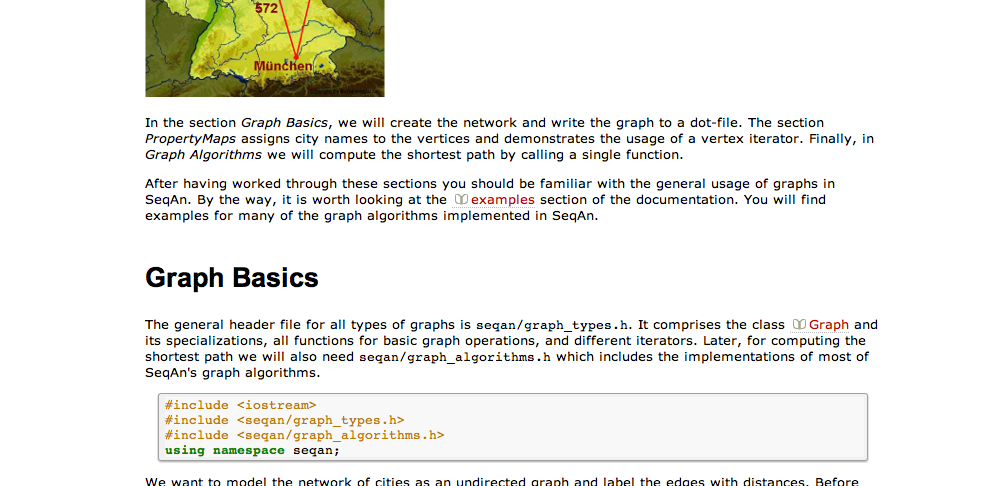 572
München
In the section Graph Basics, we will create the network and write the graph to a dot-file. The section
PropertyMaps assigns city names to the vertices and demonstrates the usage of a vertex iterator. Finally, in
Graph Algorithms we will compute the shortest path by calling a single function.
After having worked through these sections you should be familiar with the general usage of graphs in
SeqAn. By the way, it is worth looking at the examples section of the documentation. You will find
examples for many of the graph algorithms implemented in SeqAn.
Graph Basics
The general header file for all types of graphs is seqan/graph_types.h. It comprises the class Graph and
its specializations, all functions for basic graph operations, and different iterators. Later, for computing the
shortest path we will also need seqan/graph_algorithms.h which includes the implementations of most of
SeqAn's graph algorithms.
#include <iostream>
#include <seqan/graph_types.h>
#include <seqan/graph_algorithms.h>
using namespace seqan;
We want to model the network of cities as an undirected graph and label the edges with distances. Before